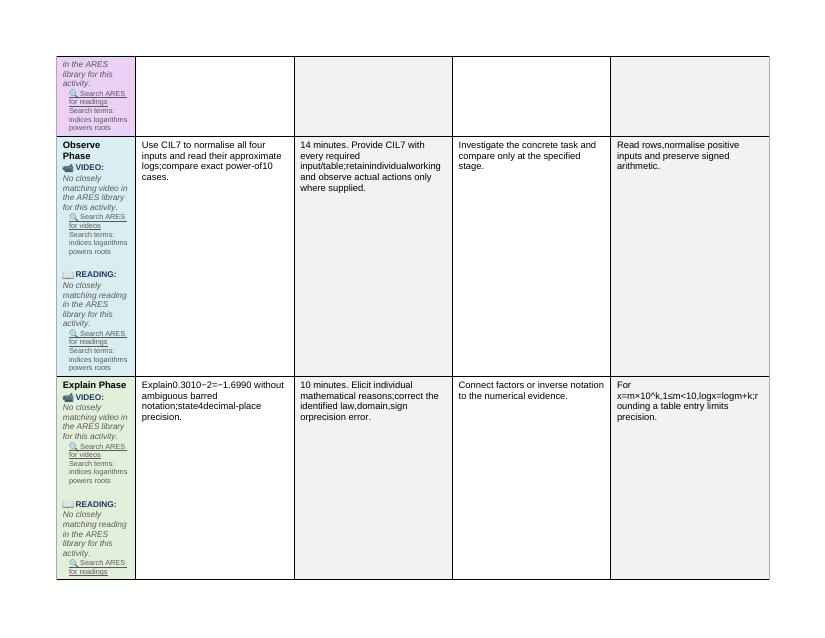 in the ARES
library for this
activity.
🔍 Search ARES
for readings
Search terms:
indices logarithms
powers roots
Observe
Phase
📹 VIDEO:
No closely
matching video in
the ARES library
for this activity.
🔍 Search ARES
for videos
Search terms:
indices logarithms
powers roots
📖 READING:
No closely
matching reading
in the ARES
library for this
activity.
🔍 Search ARES
for readings
Search terms:
indices logarithms
powers roots
Use CIL7 to normalise all four
inputs and read their approximate
logs;compare exact power-of10
cases.
14 minutes. Provide CIL7 with
every required
input/table;retainindividualworking
and observe actual actions only
where supplied.
Investigate the concrete task and
compare only at the specified
stage.
Read rows,normalise positive
inputs and preserve signed
arithmetic.
Explain Phase
📹 VIDEO:
No closely
matching video in
the ARES library
for this activity.
🔍 Search ARES
for videos
Search terms:
indices logarithms
powers roots
📖 READING:
No closely
matching reading
in the ARES
library for this
activity.
🔍 Search ARES
for readings
Explain0.3010−2=−1.6990 without
ambiguous barred
notation;state4decimal-place
precision.
10 minutes. Elicit individual
mathematical reasons;correct the
identified law,domain,sign
orprecision error.
Connect factors or inverse notation
to the numerical evidence.
For
x=m×10^k,1≤m<10,logx=logm+k;r
ounding a table entry limits
precision.